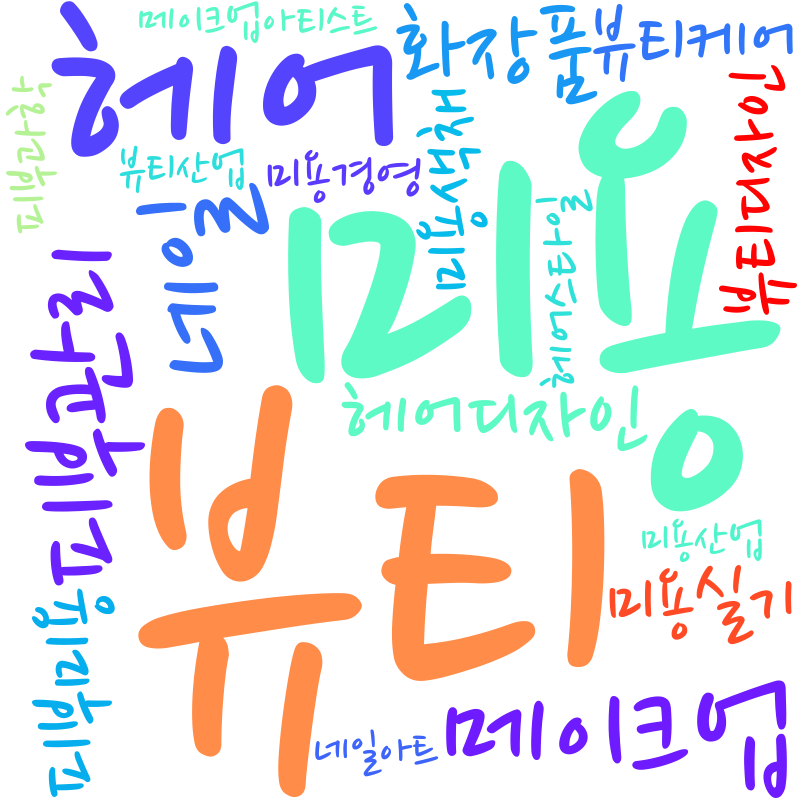 메이크업아티스트
헤어
화장품
뷰티케어
피부과학
뷰티산업
미용경영
미용색채
뷰티디자인
미용
네일
헤어스타일
피부관리
헤어디자인
뷰티
미용산업
미용실기
피부미용
네일아트
메이크업